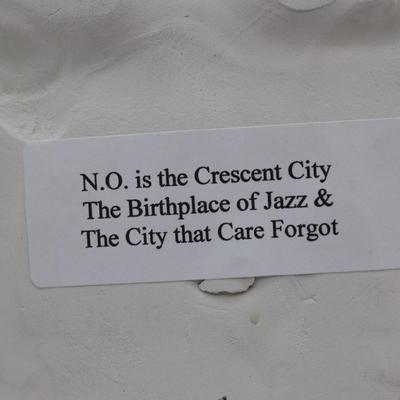 N.O. is the Crescent City
The Birthplace of Jazz &
The City that Care Forgot